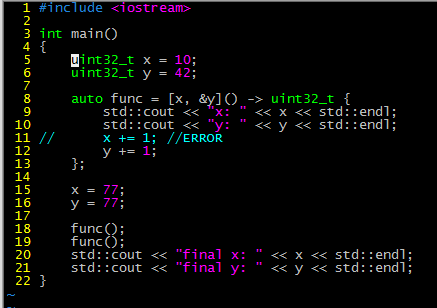 1 #include <iostream>
2
3 int main()
4 {
5     uint32_t x = 10;
6     uint32_t y = 42;
7
8     auto func = [x, &y]() -> uint32_t {
9         std::cout << "x: " << x << std::endl;
10         std::cout << "y: " << y << std::endl;
11 //      x += 1; //ERROR
12         y += 1;
13     };
14
15     x = 77;
16     y = 77;
17
18     func();
19     func();
20     std::cout << "final x: " << x << std::endl;
21     std::cout << "final y: " << y << std::endl;
22 }
~
~